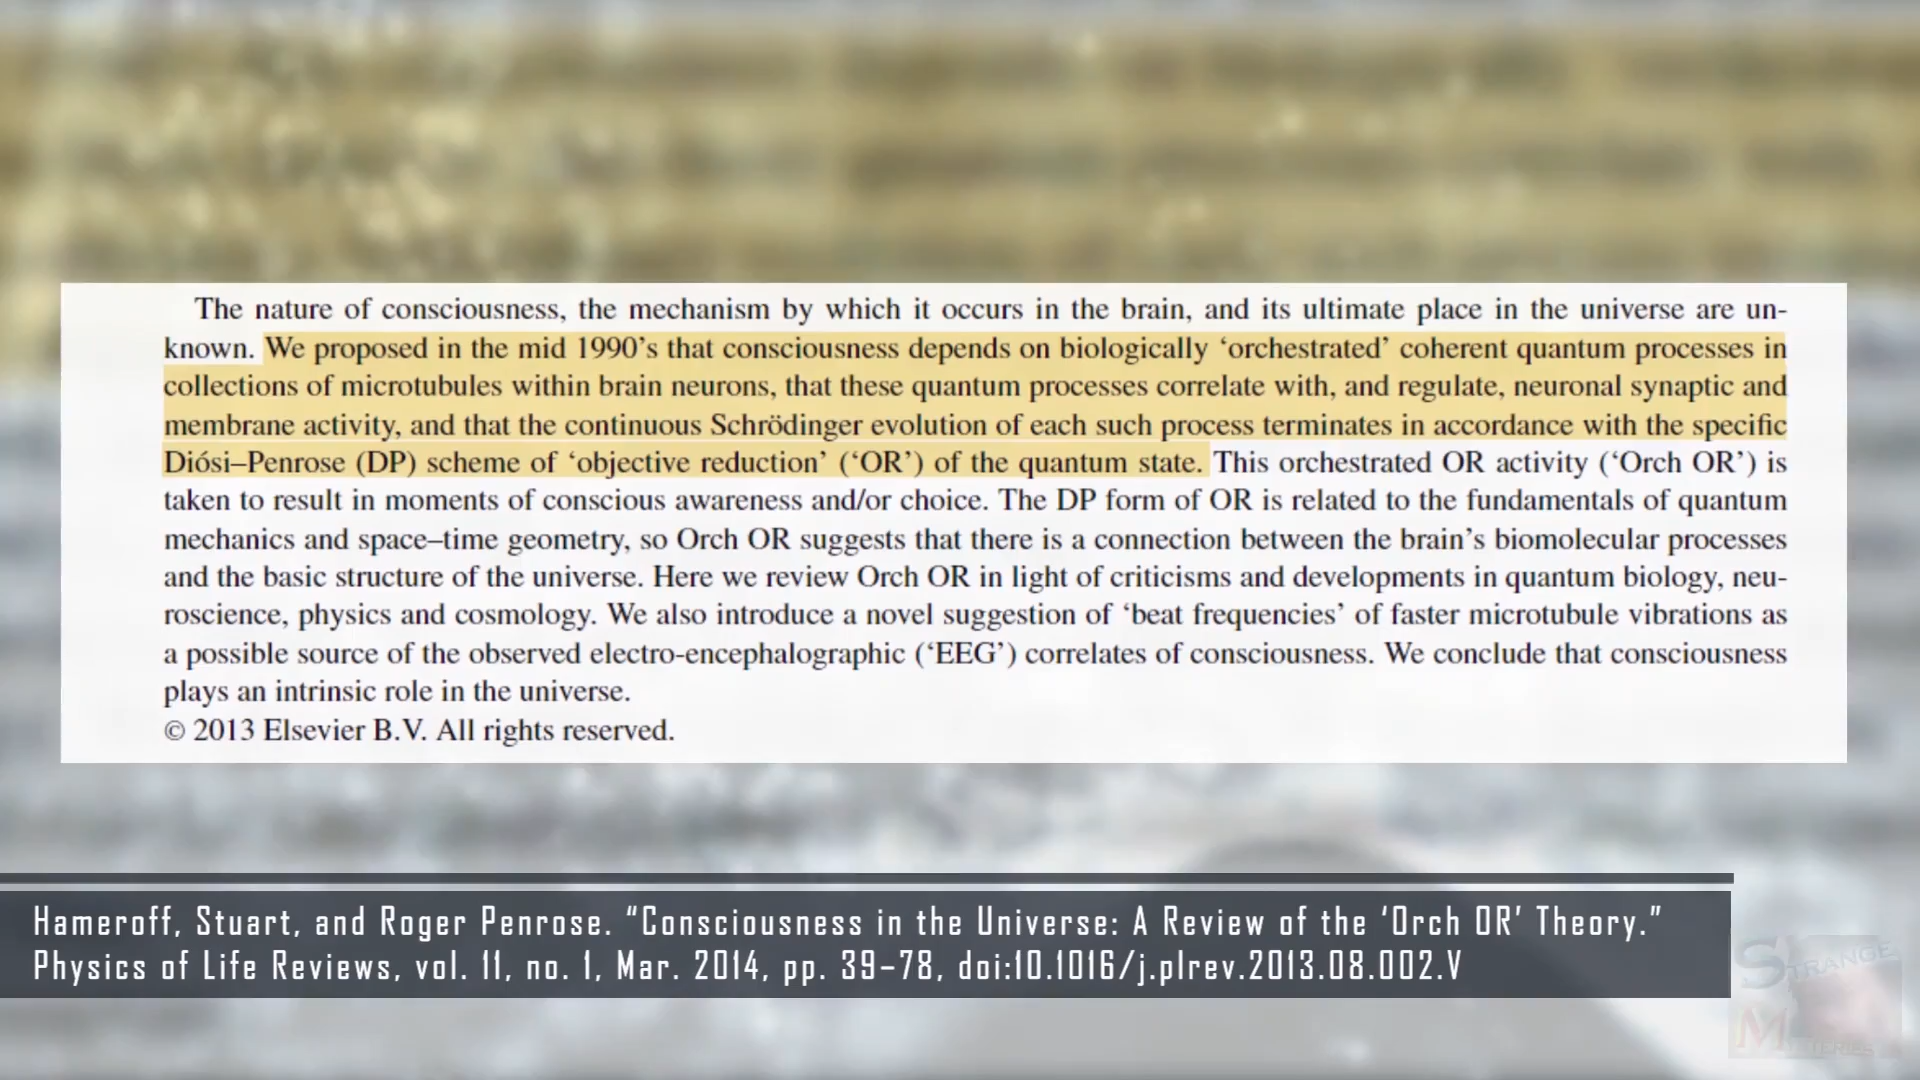 The nature of consciousness, the mechanism by which it occurs in the brain, and its ultimate place in the universe are un-
known. We proposed in the mid 1990’s that consciousness depends on biologically ‘orchestrated’ coherent quantum processes in
collections of microtubules within brain neurons, that these quantum processes correlate with, and regulate, neuronal synaptic and
membrane activity, and that the continuous Schrödinger evolution of each such process terminates in accordance with the specific
Diósi–Penrose (DP) scheme of ‘objective reduction’ (‘OR’) of the quantum state. This orchestrated OR activity (‘Orch OR’) is
taken to result in moments of conscious awareness and/or choice. The DP form of OR is related to the fundamentals of quantum
mechanics and space–time geometry, so Orch OR suggests that there is a connection between the brain’s biomolecular processes
and the basic structure of the universe. Here we review Orch OR in light of criticisms and developments in quantum biology, neu-
roscience, physics and cosmology. We also introduce a novel suggestion of ‘beat frequencies’ of faster microtubule vibrations as
a possible source of the observed electro-encephalographic (‘EEG’) correlates of consciousness. We conclude that consciousness
plays an intrinsic role in the universe.
© 2013 Elsevier B.V. All rights reserved.
Hameroff, Stuart, and Roger Penrose. “Consciousness in the Universe: A Review of the ‘Orch OR’ Theory.”
Physics of Life Reviews, vol. 11, no. 1, Mar. 2014, pp. 39–78, doi:10.1016/j.plrev.2013.08.002.V
STRANGE
MYSTERIES